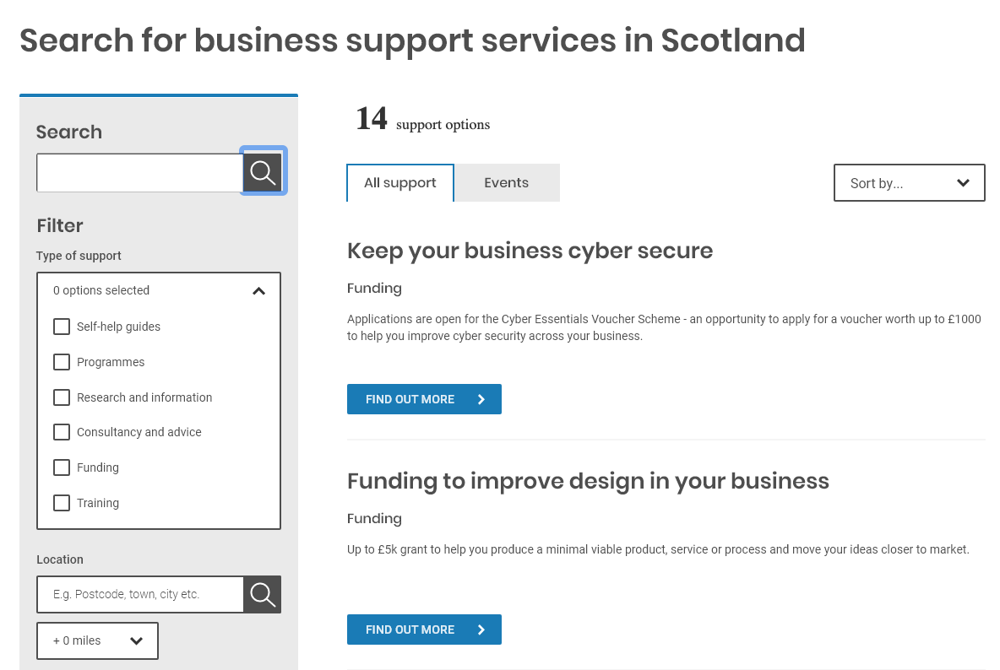 Search for business support services in Scotland
Search
Filter
Type of support
0 options selected
Self-help guides
Programmes
Research and information
Consultancy and advice
Funding
Training
Location
E.g. Postcode, town, city etc.
+ 0 miles
14 support options
All support
Events
Sort by...
Keep your business cyber secure
Funding
Applications are open for the Cyber Essentials Voucher Scheme - an opportunity to apply for a voucher worth up to £1000
to help you improve cyber security across your business.
FIND OUT MORE
Funding to improve design in your business
Funding
Up to £5k grant to help you produce a minimal viable product, service or process and move your ideas closer to market.
FIND OUT MORE